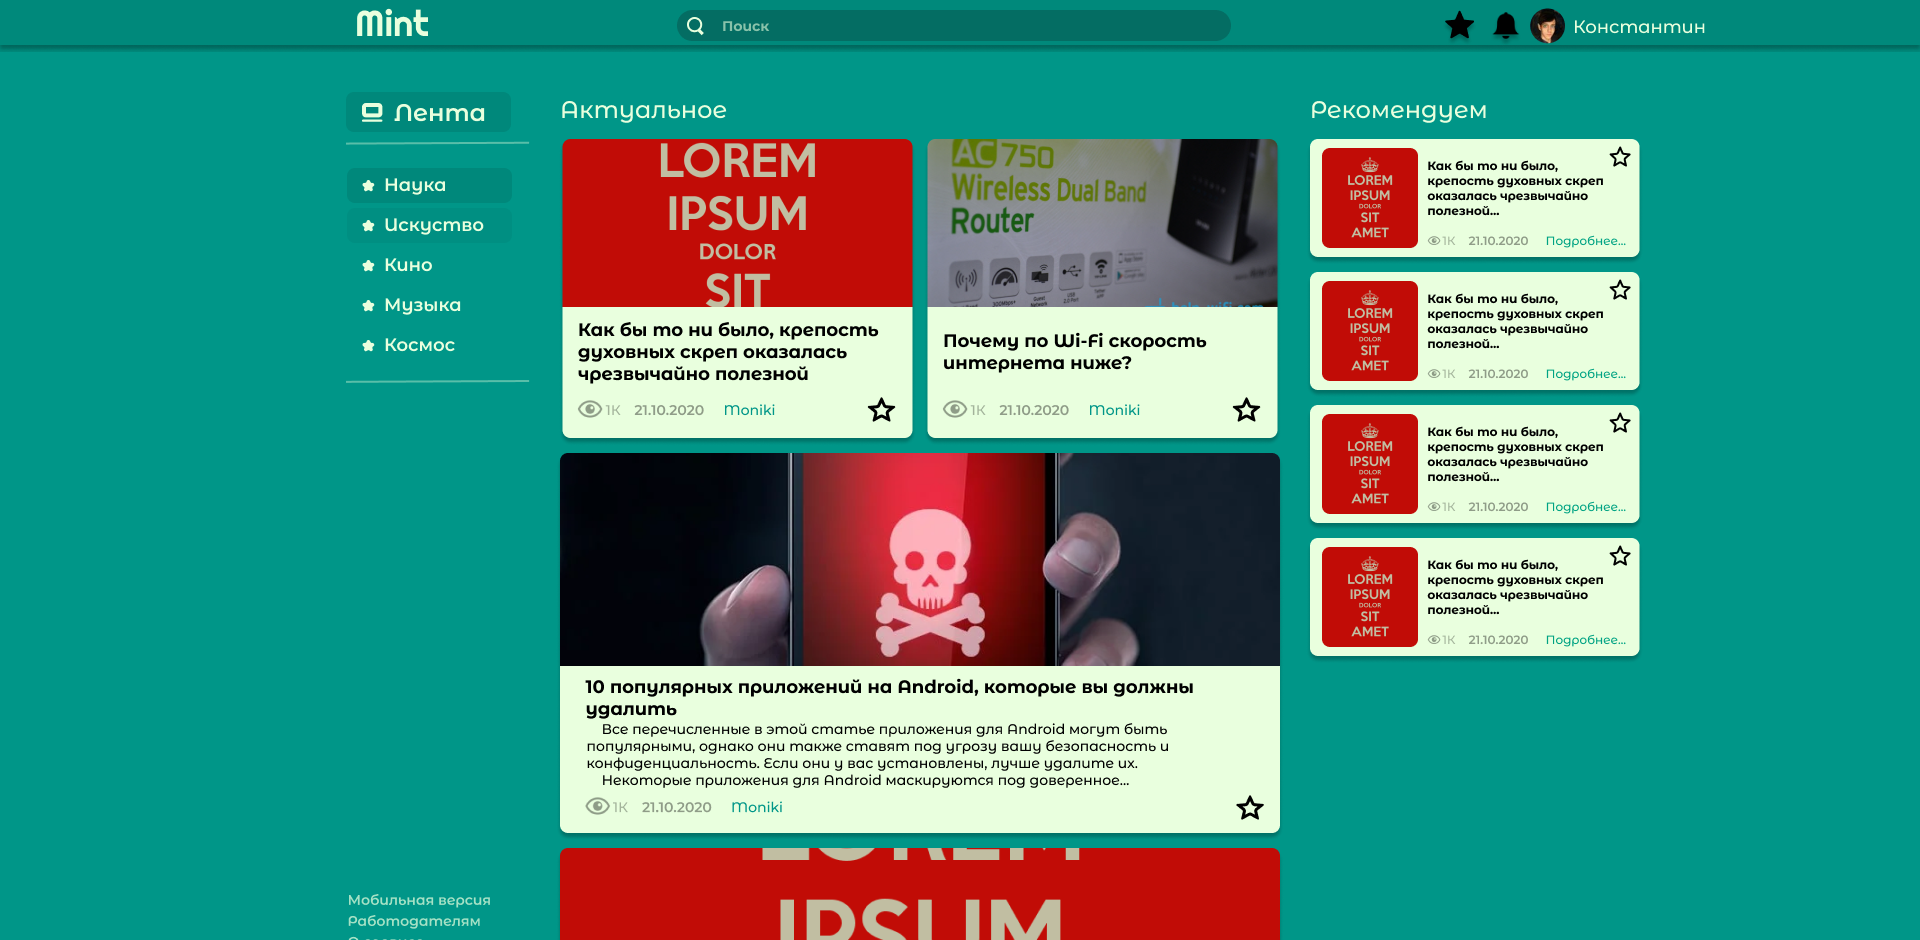 Mint
Поиск
Константин
Лента
Наука
Искуство
Кино
Музыка
Космос
Мобильная версия
Работодателям
Актуальное
LOREM
IPSUM
DOLOR
SIT
Как бы то ни было, крепость
духовных скреп оказалась
чрезвычайно полезной
1K 21.10.2020 Moniki
AC 750
Wireless Dual Band
Router
Почему по Wi-Fi скорость
интернета ниже?
1K 21.10.2020 Moniki
10 популярных приложений на Android, которые вы должны
удалить
Все перечисленные в этой статье приложения для Android могут быть
популярными, однако они также ставят под угрозу вашу безопасность и
конфиденциальность. Если они у вас установлены, лучше удалите их.
Некоторые приложения для Android маскируются под доверенное...
1K 21.10.2020 Moniki
LOREM
IPSUM
Рекомендуем
LOREM
IPSUM
DOLOR
SIT
AMET
Как бы то ни было,
крепость духовных скреп
оказалась чрезвычайно
полезной...
1K 21.10.2020 Подробнее...
LOREM
IPSUM
DOLOR
SIT
AMET
Как бы то ни было,
крепость духовных скреп
оказалась чрезвычайно
полезной...
1K 21.10.2020 Подробнее...
LOREM
IPSUM
DOLOR
SIT
AMET
Как бы то ни было,
крепость духовных скреп
оказалась чрезвычайно
полезной...
1K 21.10.2020 Подробнее...
LOREM
IPSUM
DOLOR
SIT
AMET
Как бы то ни было,
крепость духовных скреп
оказалась чрезвычайно
полезной...
1K 21.10.2020 Подробнее...